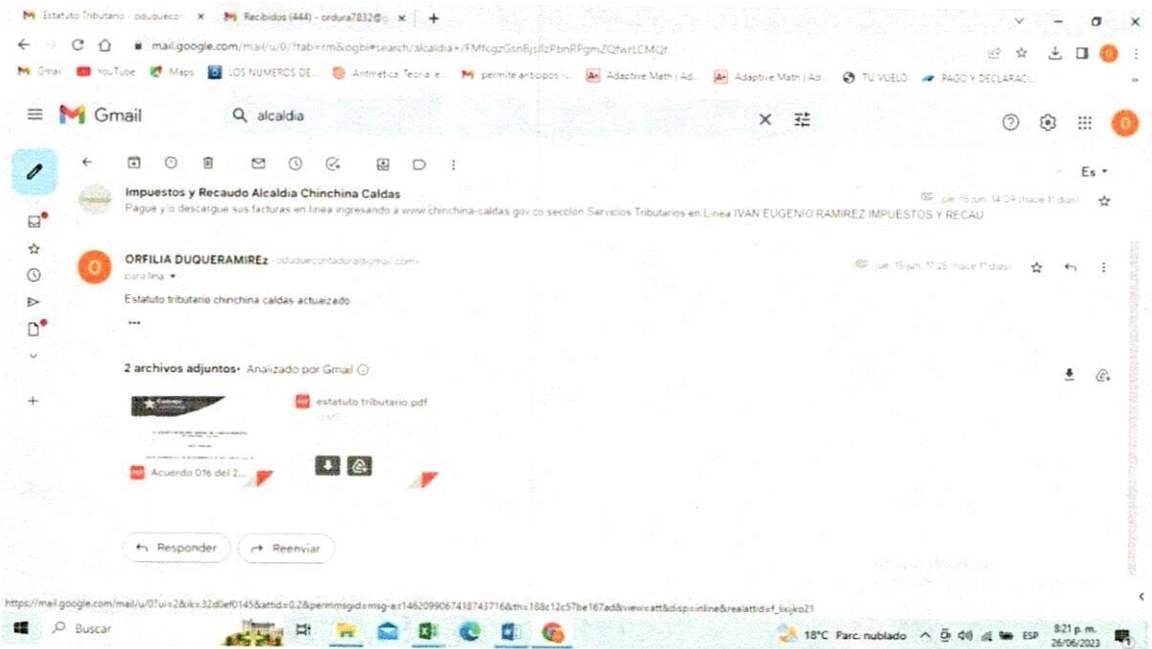 Estatuto Tributario - oduqueco
Recibidos (444) - ordura7832@
mail.google.com/mail/u/0/?tab=rm&ogbl#search/alcaldia+/
Gmail YouTube Maps LOS NUMEROS DE... Aritmetica Teoria e... permite anticipos Adaptive Math | Ad... Adaptive Math | Ad... TU VUELO PAGO Y DECLARACI...
Gmail
alcaldia
Es
Impuestos y Recaudo Alcaldia Chinchina Caldas
jue, 15 jun, 14:09 (hace 11 días)
Pague y/o descargue sus facturas en linea ingresando a www.chinchina-caldas.gov.co sección Servicios Tributarios en Linea IVAN EUGENIO RAMIREZ IMPUESTOS Y RECAU
O
ORFILIA DUQUERAMIREz
jue, 15 jun, 17:25 (hace 11 días)
para lina
Estatuto tributario chinchina caldas actuaizado
...
2 archivos adjuntos• Analizado por Gmail
Concejo
estatuto tributario.pdf
Acuerdo 016 del 2...
Responder
Reenviar
Buscar
18°C Parc. nublado
ESP
8:21 p. m.
26/06/2023